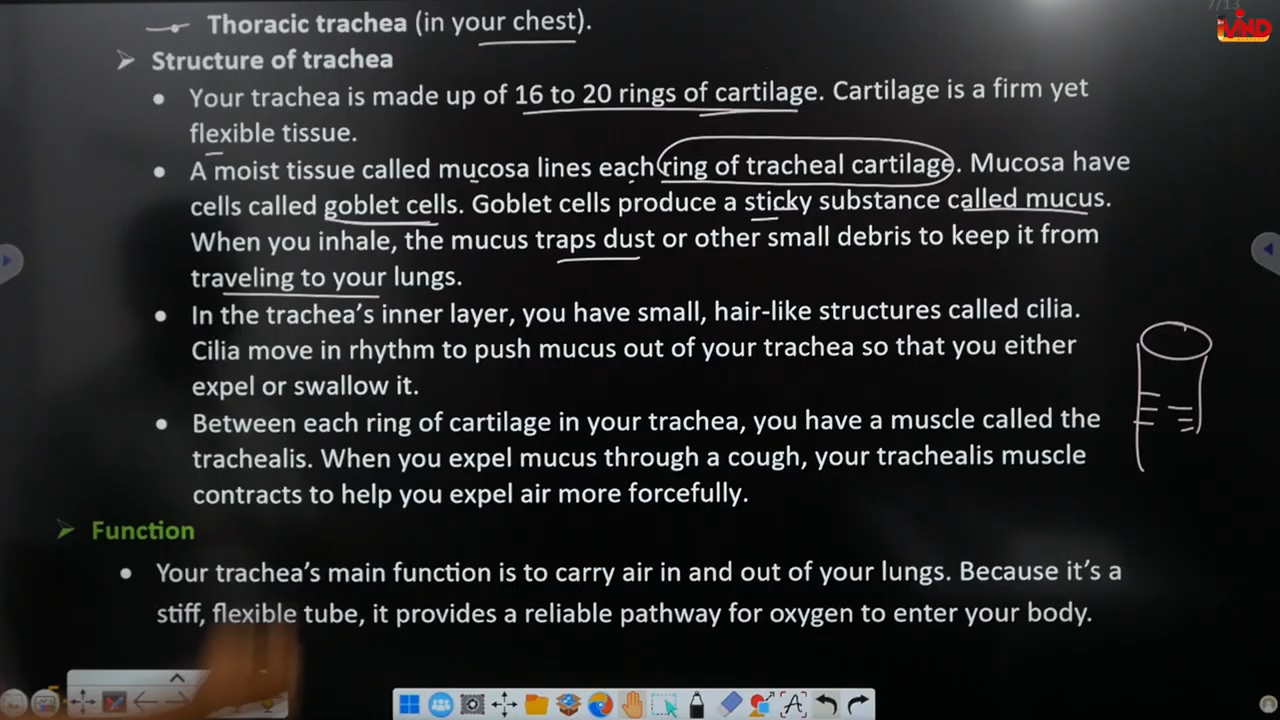 7/13
Thoracic trachea (in your chest).
VND
➢ Structure of trachea
• Your trachea is made up of 16 to 20 rings of cartilage. Cartilage is a firm yet
flexible tissue.
• A moist tissue called mucosa lines each ring of tracheal cartilage. Mucosa have
cells called goblet cells. Goblet cells produce a sticky substance called mucus.
When you inhale, the mucus traps dust or other small debris to keep it from
traveling to your lungs.
• In the trachea's inner layer, you have small, hair-like structures called cilia.
Cilia move in rhythm to push mucus out of your trachea so that you either
expel or swallow it.
• Between each ring of cartilage in your trachea, you have a muscle called the
trachealis. When you expel mucus through a cough, your trachealis muscle
contracts to help you expel air more forcefully.
➢ Function
• Your trachea's main function is to carry air in and out of your lungs. Because it's a
stiff, flexible tube, it provides a reliable pathway for oxygen to enter your body.